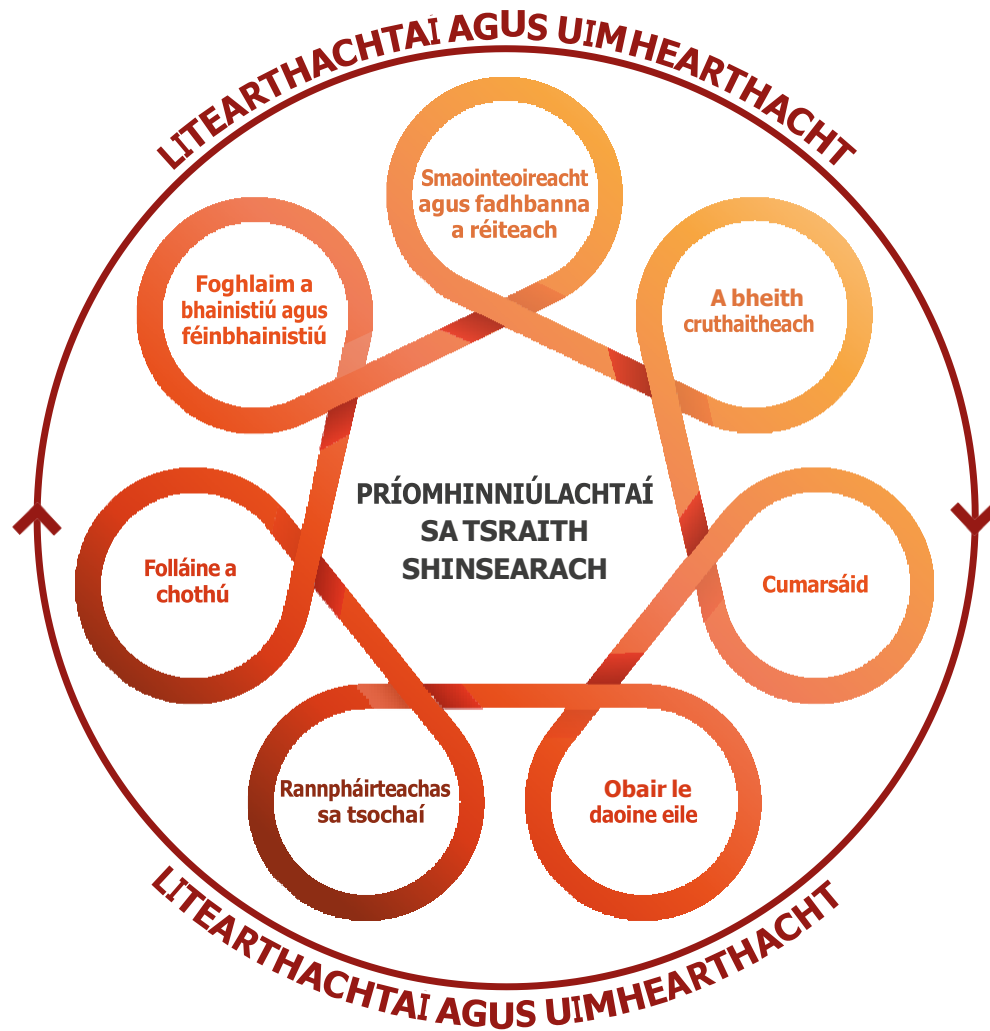 LITEARTHACHTAÍ AGUS UIMHEARTHACHT
Smaointeoireacht
agus fadhbanna
a réiteach
A bheith
cruthaitheach
Cumarsáid
Obair le
daoine eile
Rannpháirteachas
sa tsochaí
Folláine a
chothú
Foghlaim a
bhainistiú agus
féinbhainistiú
PRÍOMHINNIÚLACHTAÍ
SA TSRAITH
SHINSEARACH
LITEARTHACHTAÍ AGUS UIMHEARTHACHT